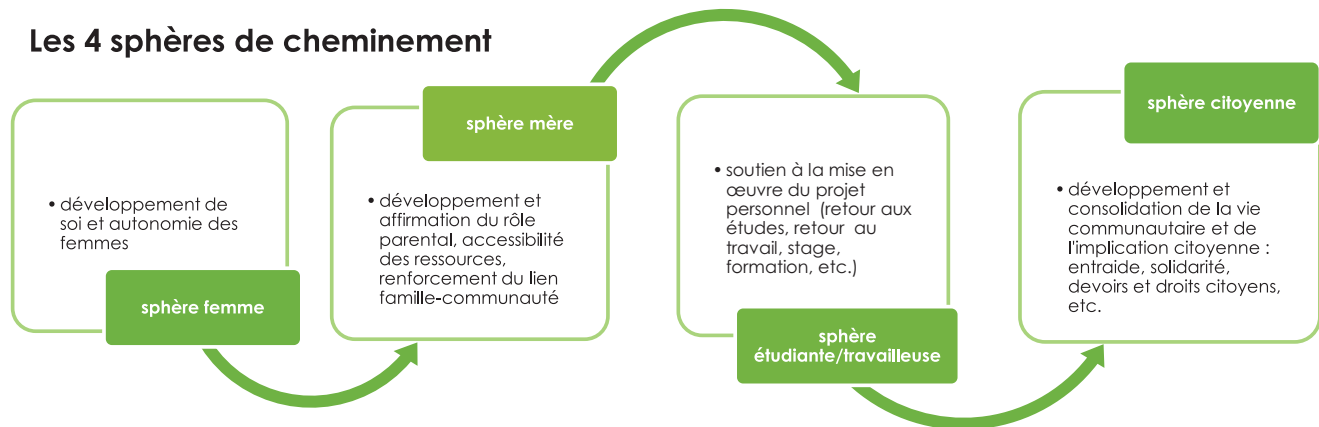 Les 4 sphères de cheminement
• développement de
soi et autonomie des
femmes
sphère femme
sphère mère
• développement et
affirmation du rôle
parental, accessibilité
des ressources,
renforcement du lien
famille-communauté
• soutien à la mise en
œuvre du projet
personnel (retour aux
études, retour au
travail, stage,
formation, etc.)
sphère
étudiante/travailleuse
sphère citoyenne
• développement et
consolidation de la vie
communautaire et de
l'implication citoyenne :
entraide, solidarité,
devoirs et droits citoyens,
etc.